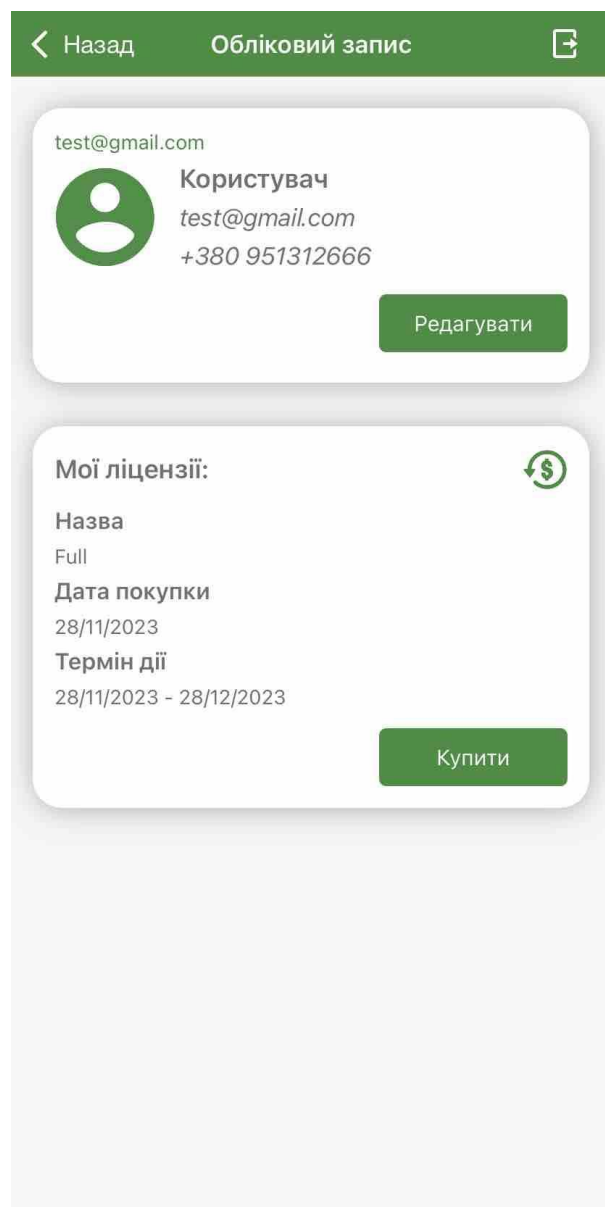 Назад
Обліковий запис
test@gmail.com
Користувач
test@gmail.com
+380 951312666
Редагувати
Мої ліцензії:
Назва
Full
Дата покупки
28/11/2023
Термін дії
28/11/2023 - 28/12/2023
Купити